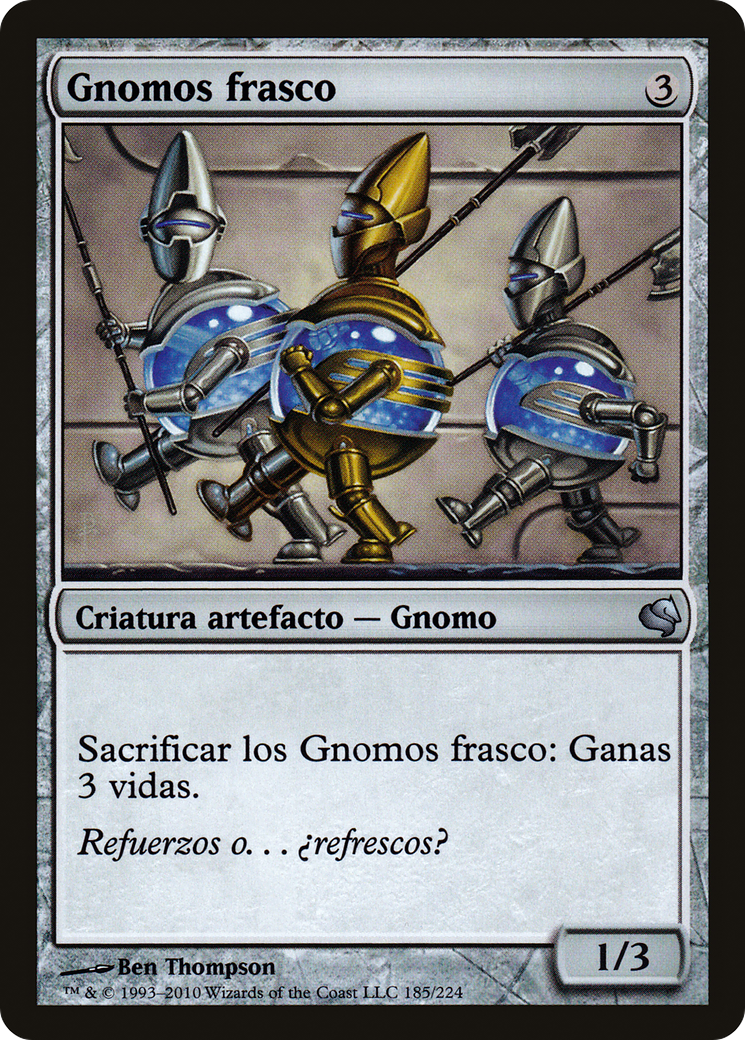 Gnomos frasco 3
Criatura artefacto — Gnomo
Sacrificar los Gnomos frasco: Ganas
3 vidas.
Refuerzos o. . . ¿refrescos?
1/3
Ben Thompson
™ & © 1993–2010 Wizards of the Coast LLC 185/224